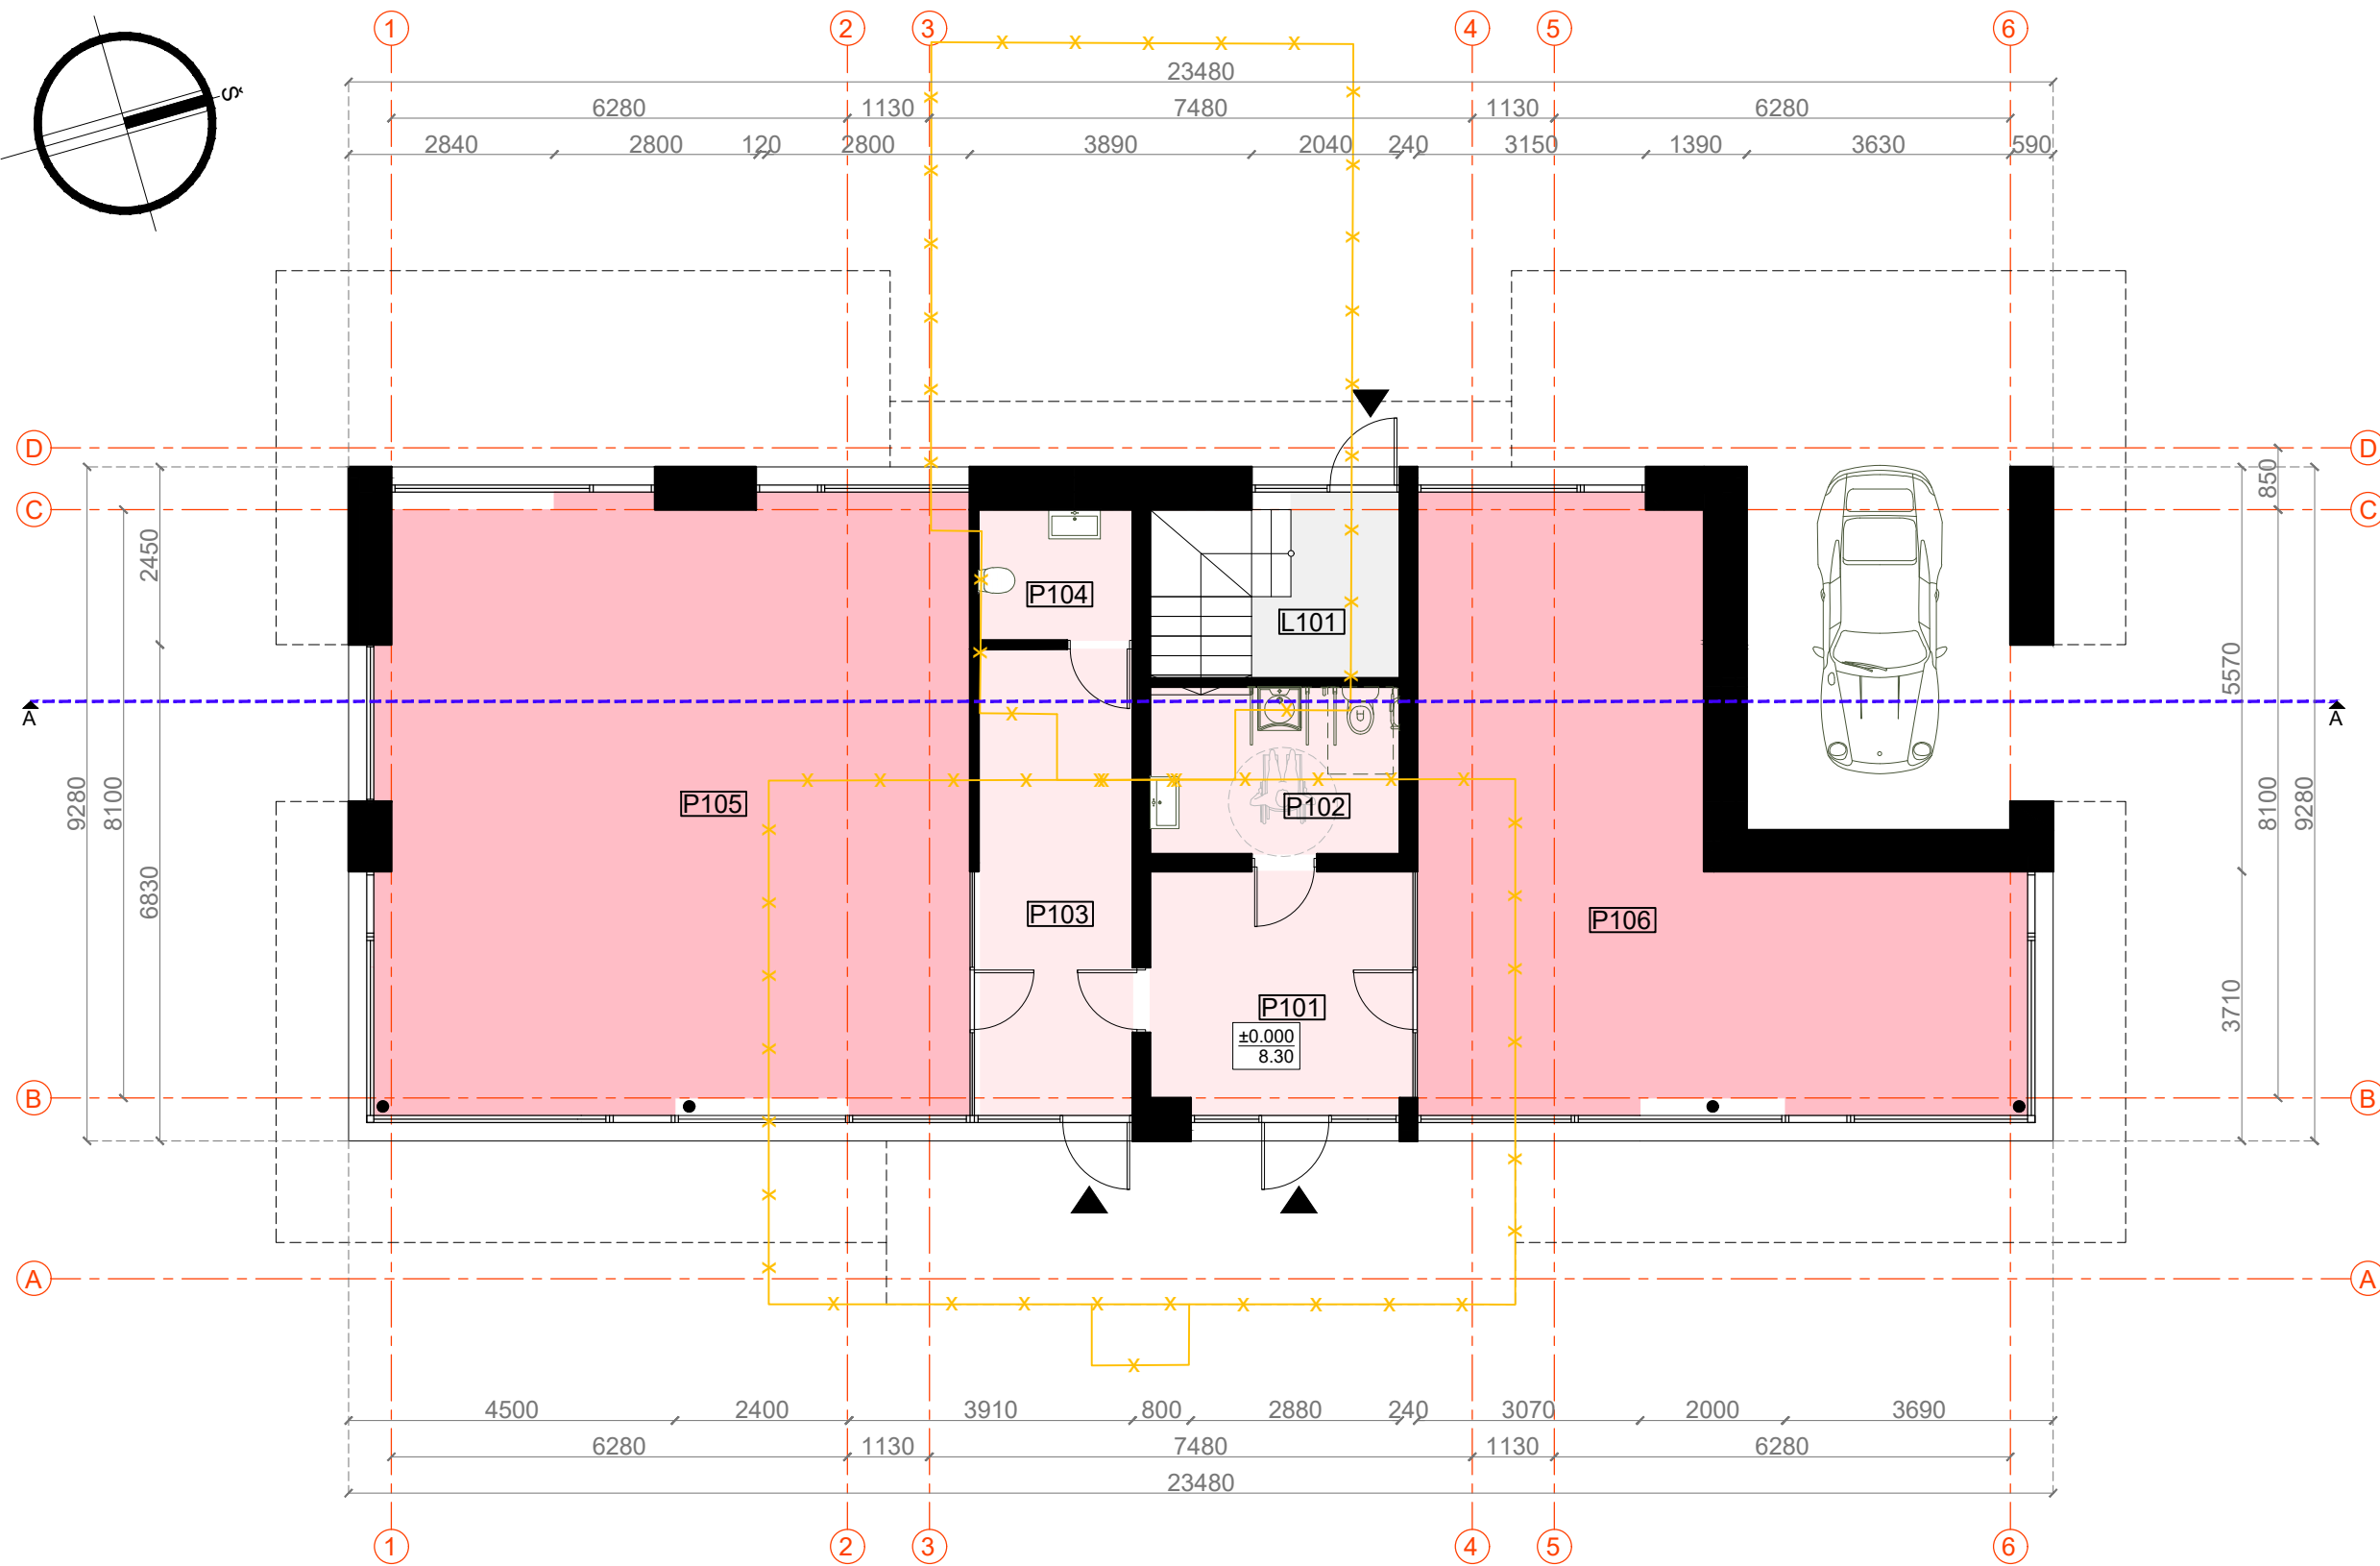 1 2 3 4 5 6
Š
23480
6280 1130 7480 1130 6280
2840 2800 120 2800 3890 2040 240 3150 1390 3630 590
D D
850
C C
2450
P104
L101
5570
A A
9280 8100 P105 P102 8100 9280
6830
P103 P106
P101
3710
±0.000
8.30
B B
A A
4500 2400 3910 800 2880 240 3070 2000 3690
6280 1130 7480 1130 6280
23480
1 2 3 4 5 6